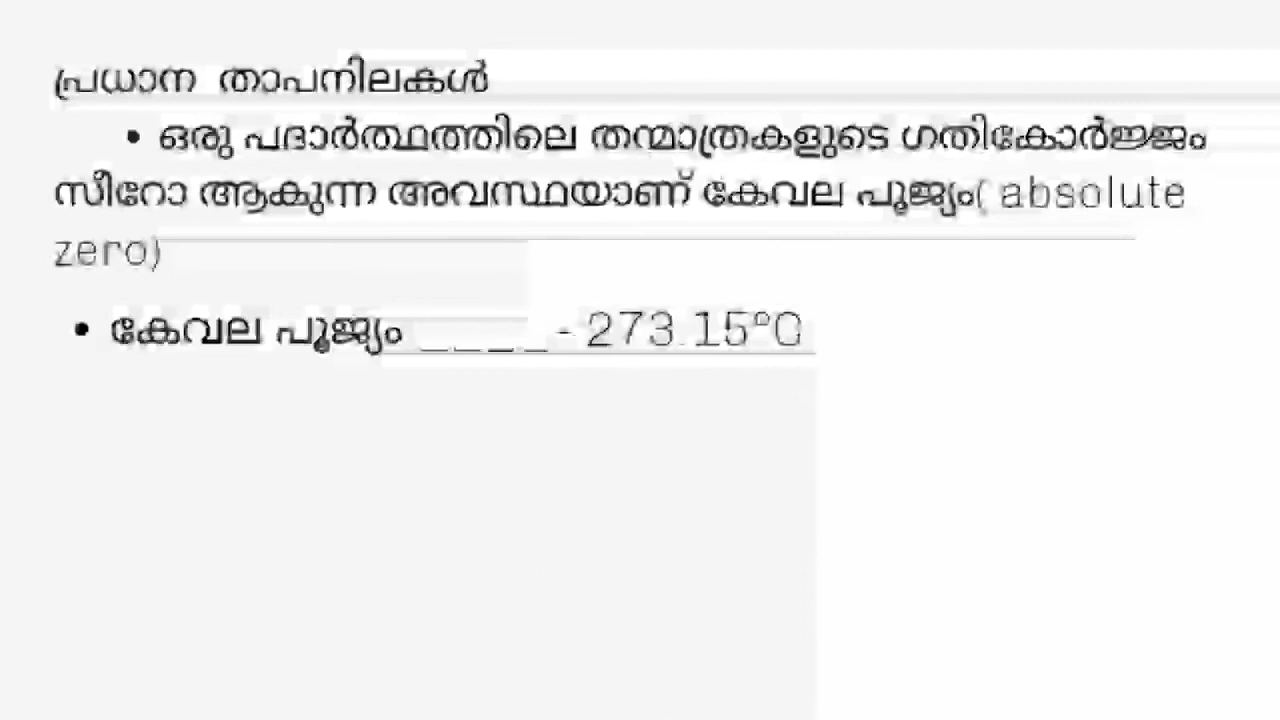 പ്രധാന താപനിലകൾ
• ഒരു പദാർത്ഥത്തിലെ തന്മാത്രകളുടെ ഗതികോർജ്ജം
സീറോ ആകുന്ന അവസ്ഥയാണ് കേവല പൂജ്യം( absolute
zero)
• കേവല പൂജ്യം ____-273.15°C